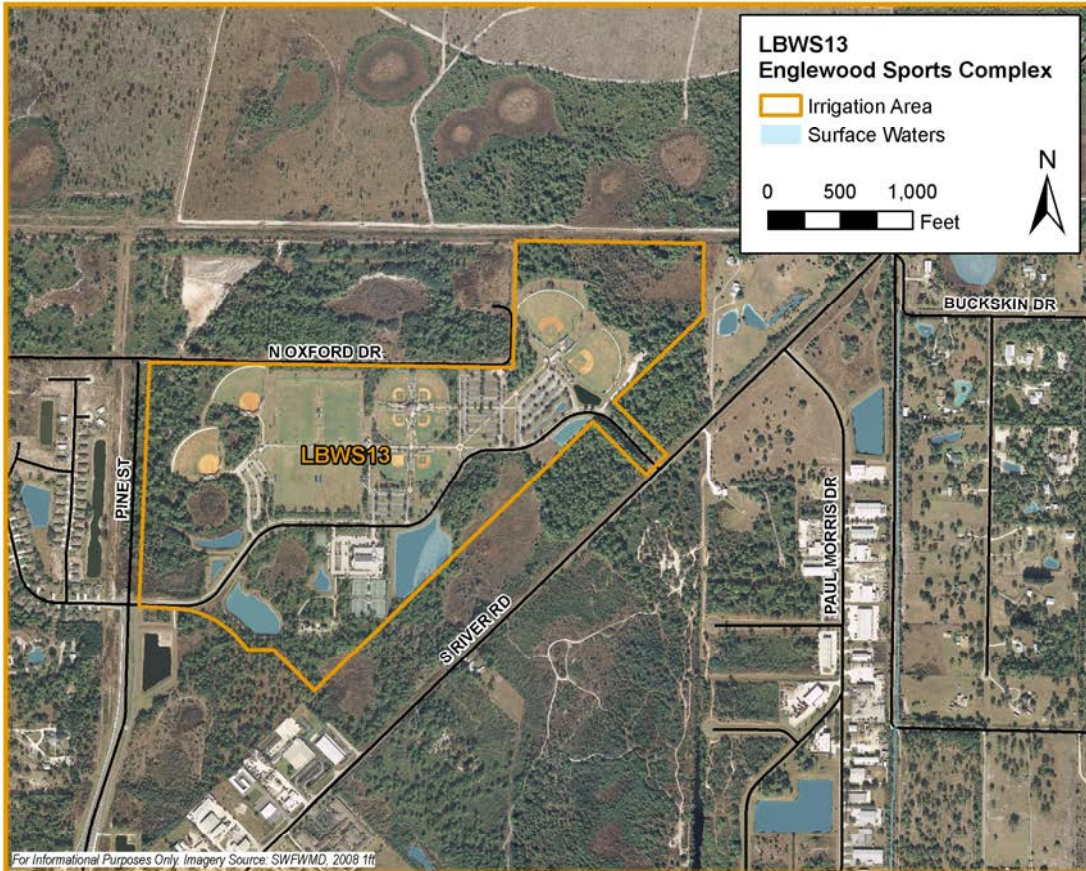 LBWS13
Englewood Sports Complex
Irrigation Area
Surface Waters
N
0 500 1,000
Feet
BUCKSKIN DR
N OXFORD DR
LBWS13
PINE ST
PAUL MORRIS DR
S RIVER RD
For Informational Purposes Only. Imagery Source: SWFWMD, 2008 1ft